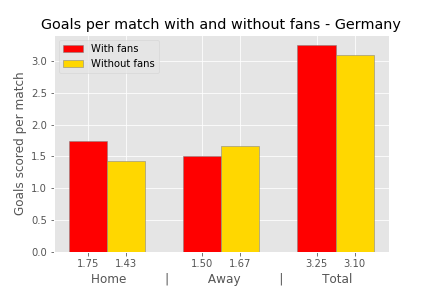 Goals per match with and without fans - Germany
With fans
Without fans
Goals scored per match
3.0
2.5
2.0
1.5
1.0
0.5
0.0
1.75 1.43 1.50 1.67 3.25 3.10
Home | Away | Total